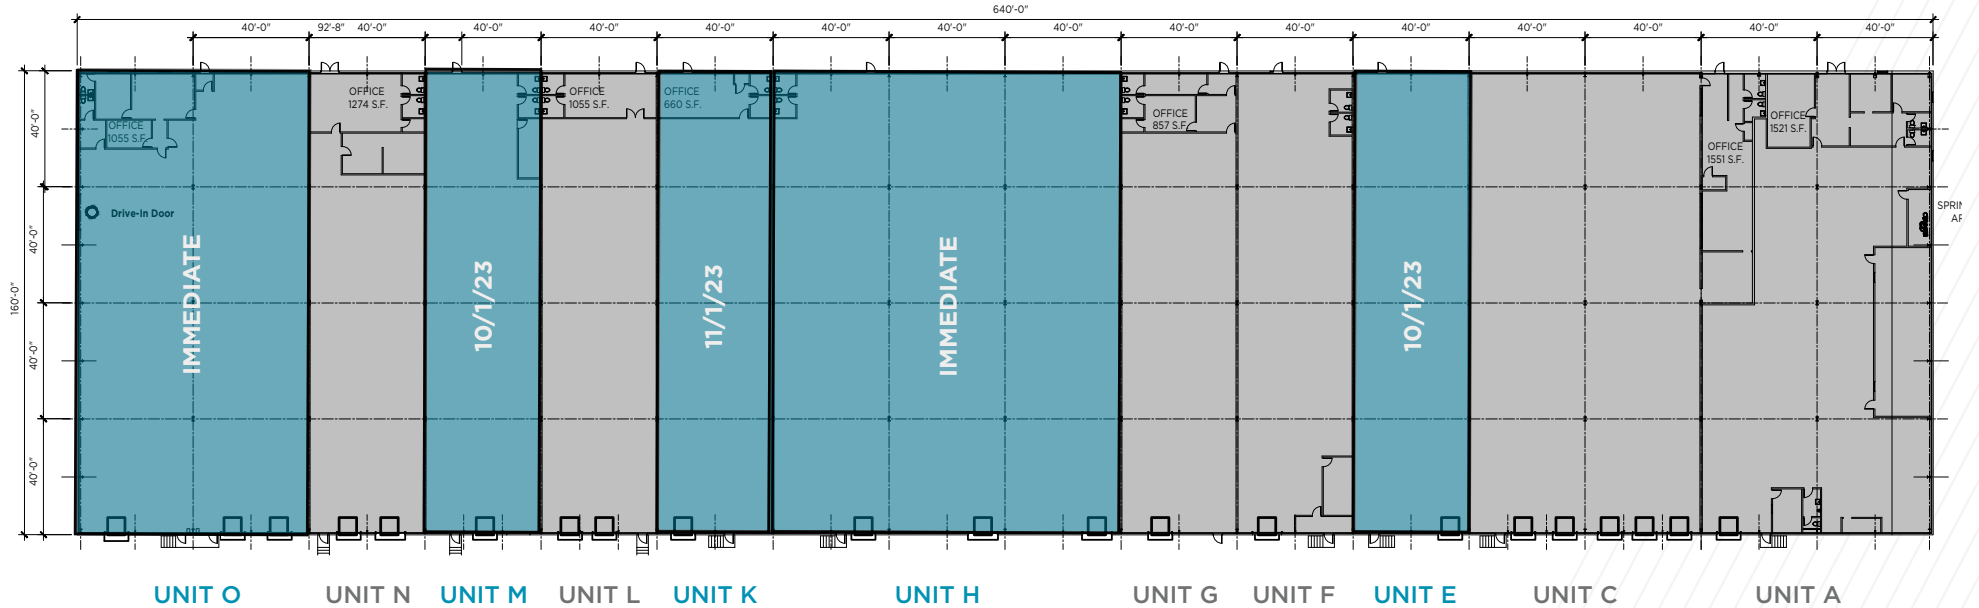 640'-0"
40'-0" 92'-8" 40'-0" 40'-0" 40'-0" 40'-0" 40'-0" 40'-0" 40'-0" 40'-0" 40'-0" 40'-0" 40'-0" 40'-0" 40'-0" 40'-0"
160'-0"
40'-0"
40'-0"
40'-0"
40'-0"
OFFICE
1055 S.F.
Drive-In Door
IMMEDIATE
OFFICE
1274 S.F.
10/1/23
OFFICE
1055 S.F.
OFFICE
660 S.F.
11/1/23
IMMEDIATE
OFFICE
857 S.F.
10/1/23
OFFICE
1551 S.F.
OFFICE
1521 S.F.
UNIT O UNIT N UNIT M UNIT L UNIT K UNIT H UNIT G UNIT F UNIT E UNIT C UNIT A